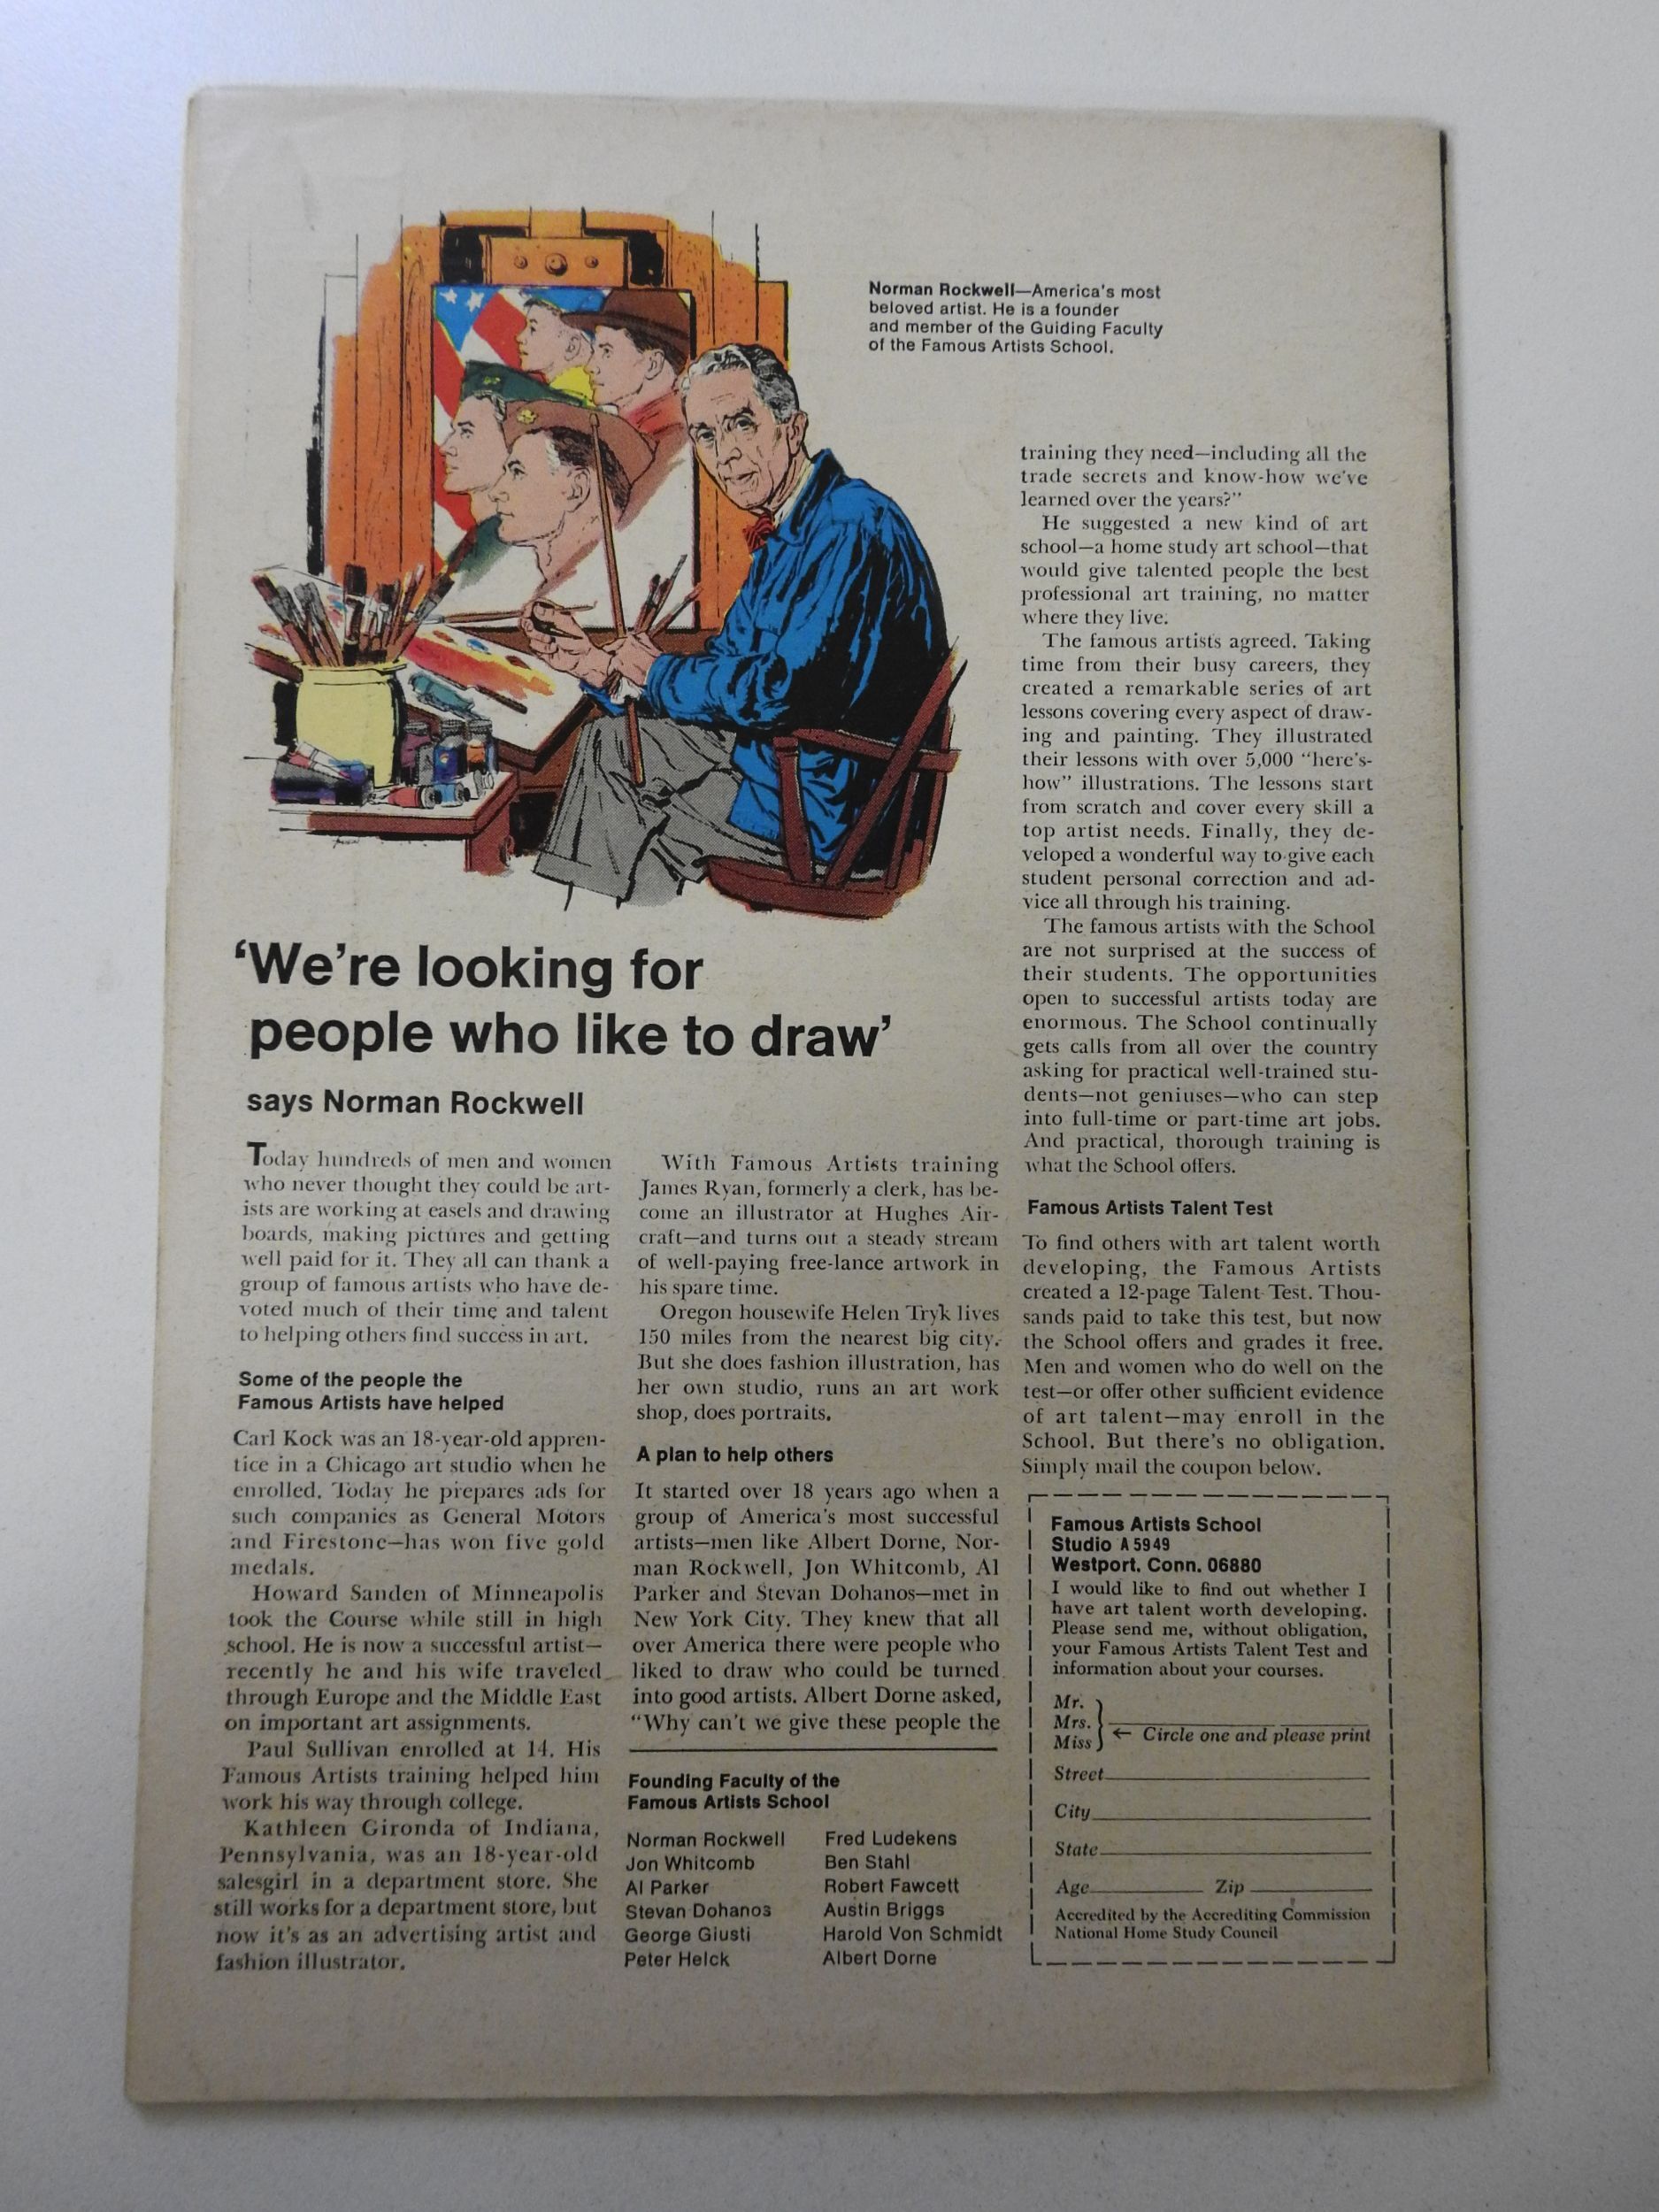 Norman Rockwell—America's most
beloved artist. He is a founder
and member of the Guiding Faculty
of the Famous Artists School.
‘We're looking for
people who like to draw’
says Norman Rockwell
Today hundreds of men and women
who never thought they could be art-
ists are working at easels and drawing
boards, making pictures and getting
well paid for it. They all can thank a
group of famous artists who have de-
voted much of their time and talent
to helping others find success in art.
Some of the people the
Famous Artists have helped
Carl Kock was an 18-year-old appren-
tice in a Chicago art studio when he
enrolled. Today he prepares ads for
such companies as General Motors
and Firestone—has won five gold
medals.
Howard Sanden of Minneapolis
took the Course while still in high
school. He is now a successful artist—
recently he and his wife traveled
through Europe and the Middle East
on important art assignments.
Paul Sullivan enrolled at 14. His
Famous Artists training helped him
work his way through college.
Kathleen Gironda of Indiana,
Pennsylvania, was an 18-year-old
salesgirl in a department store. She
still works for a department store, but
now it's as an advertising artist and
fashion illustrator.
With Famous Artists training
James Ryan, formerly a clerk, has be-
come an illustrator at Hughes Air-
craft—and turns out a steady stream
of well-paying free-lance artwork in
his spare time.
Oregon housewife Helen Tryk lives
150 miles from the nearest big city.
But she does fashion illustration, has
her own studio, runs an art work
shop, does portraits.
A plan to help others
It started over 18 years ago when a
group of America's most successful
artists—men like Albert Dorne, Nor-
man Rockwell, Jon Whitcomb, Al
Parker and Stevan Dohanos—met in
New York City. They knew that all
over America there were people who
liked to draw who could be turned
into good artists. Albert Dorne asked,
“Why can't we give these people the
Founding Faculty of the
Famous Artists School
Norman Rockwell
Jon Whitcomb
Al Parker
Stevan Dohanos
George Giusti
Peter Helck
Fred Ludekens
Ben Stahl
Robert Fawcett
Austin Briggs
Harold Von Schmidt
Albert Dorne
training they need—including all the
trade secrets and know-how we've
learned over the years?”
He suggested a new kind of art
school—a home study art school—that
would give talented people the best
professional art training, no matter
where they live.
The famous artists agreed. Taking
time from their busy careers, they
created a remarkable series of art
lessons covering every aspect of draw-
ing and painting. They illustrated
their lessons with over 5,000 “here's-
how” illustrations. The lessons start
from scratch and cover every skill a
top artist needs. Finally, they de-
veloped a wonderful way to give each
student personal correction and ad-
vice all through his training.
The famous artists with the School
are not surprised at the success of
their students. The opportunities
open to successful artists today are
enormous. The School continually
gets calls from all over the country
asking for practical well-trained stu-
dents—not geniuses—who can step
into full-time or part-time art jobs.
And practical, thorough training is
what the School offers.
Famous Artists Talent Test
To find others with art talent worth
developing, the Famous Artists
created a 12-page Talent Test. Thou-
sands paid to take this test, but now
the School offers and grades it free.
Men and women who do well on the
test—or offer other sufficient evidence
of art talent—may enroll in the
School. But there's no obligation.
Simply mail the coupon below.
Famous Artists School
Studio A5949
Westport, Conn. 06880
I would like to find out whether I
have art talent worth developing.
Please send me, without obligation,
your Famous Artists Talent Test and
information about your courses.
Mr.
Mrs.
Miss
← Circle one and please print
Street
City
State
Age Zip
Accredited by the Accrediting Commission
National Home Study Council